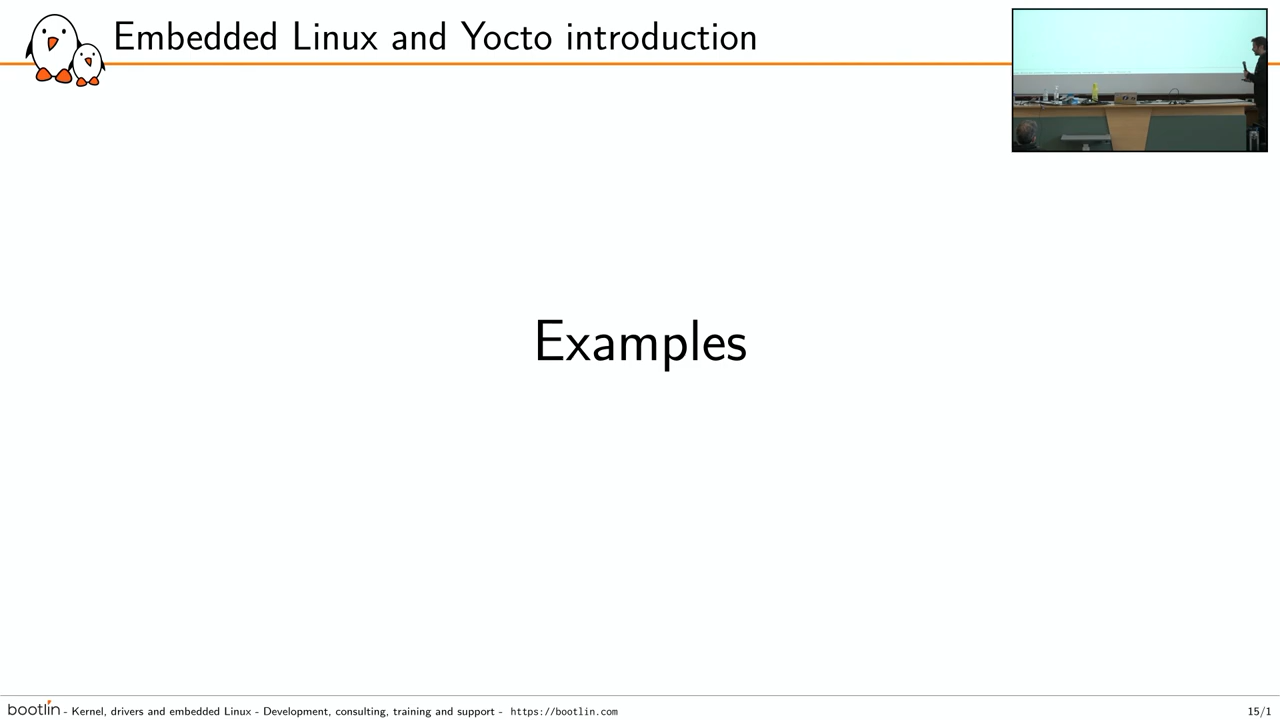 Embedded Linux and Yocto introduction
Examples
bootlin - Kernel, drivers and embedded Linux - Development, consulting, training and support - https://bootlin.com
15/1